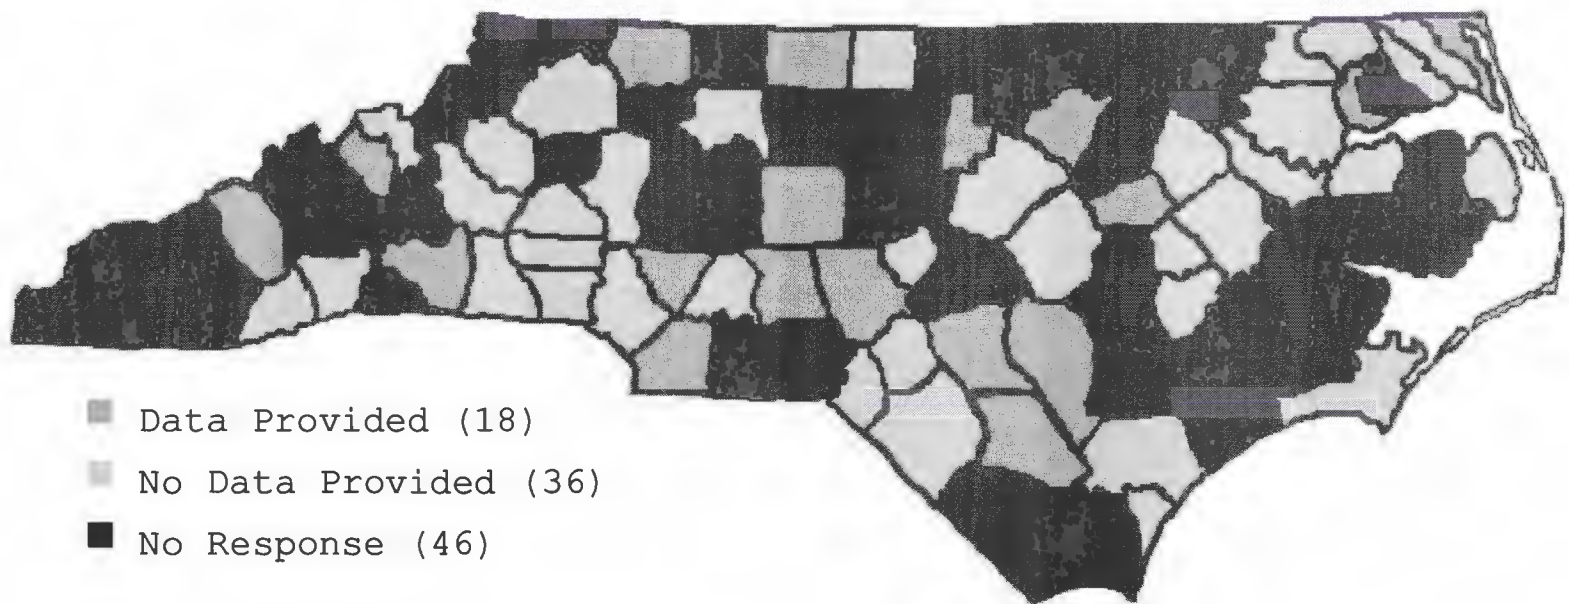 Data Provided (18)
No Data Provided (36)
No Response (46)